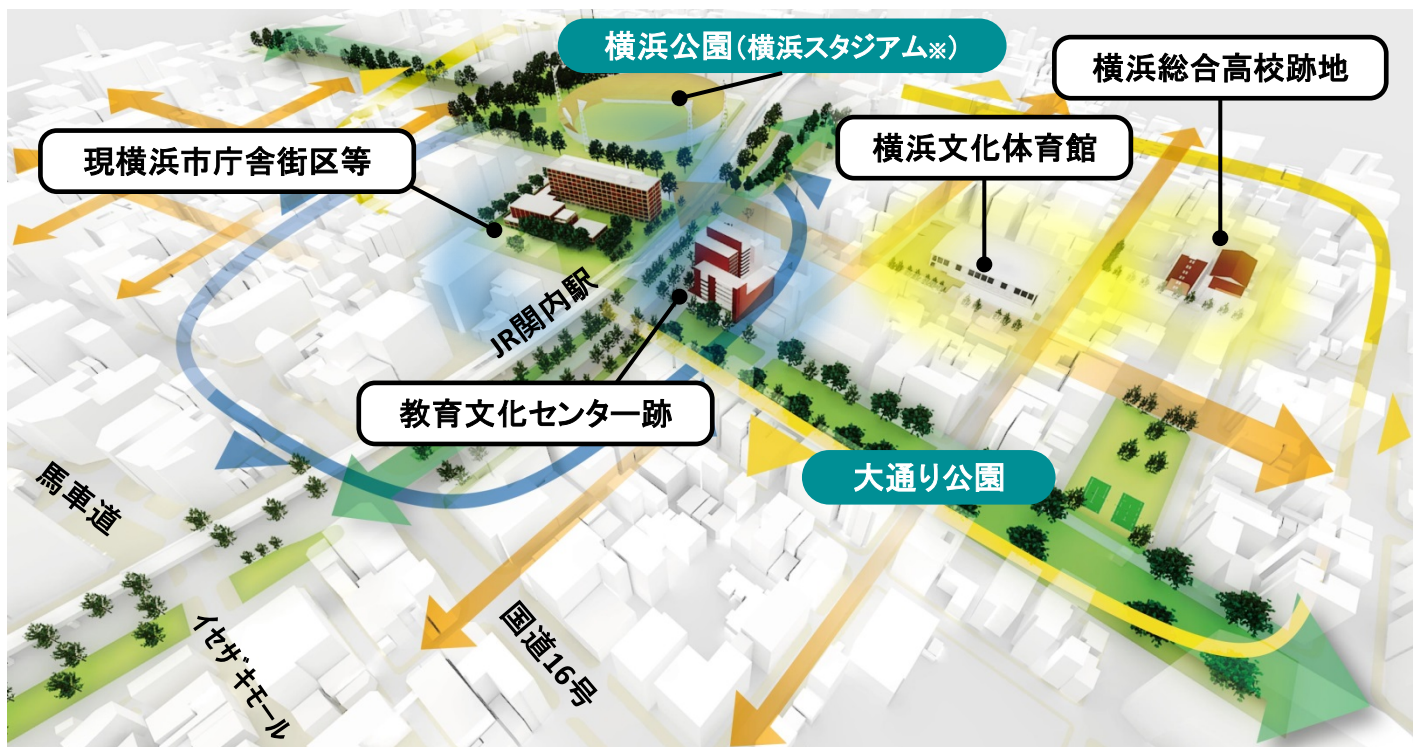 横浜公園(横浜スタジアム※)
横浜総合高校跡地
現横浜市庁舎街区等
横浜文化体育館
JR関内駅
教育文化センター跡
大通り公園
馬車道
イセザキモール
国道16号